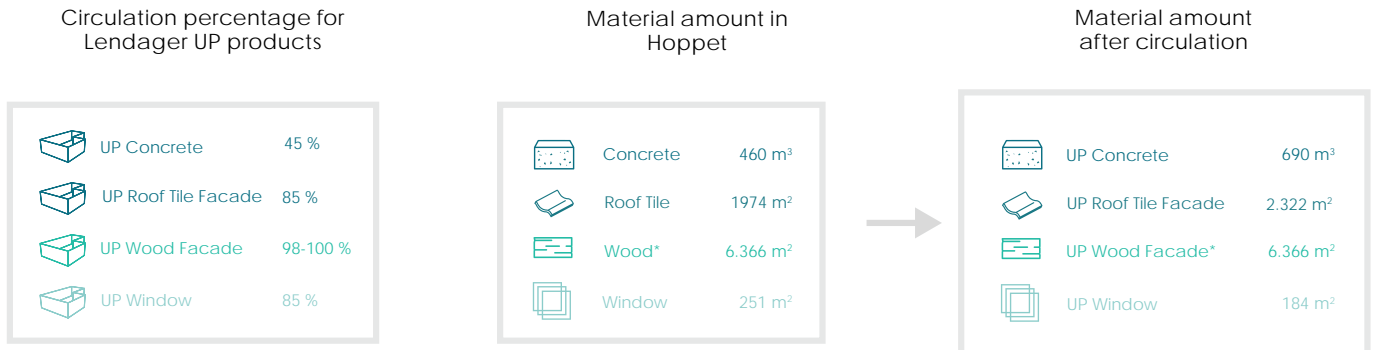 Circulation percentage for
Lendager UP products
UP Concrete 45 %
UP Roof Tile Facade 85 %
UP Wood Facade 98-100 %
UP Window 85 %
Material amount in
Hoppet
Concrete 460 m³
Roof Tile 1974 m²
Wood* 6.366 m²
Window 251 m²
Material amount
after circulation
UP Concrete 690 m³
UP Roof Tile Facade 2.322 m²
UP Wood Facade* 6.366 m²
UP Window 184 m²